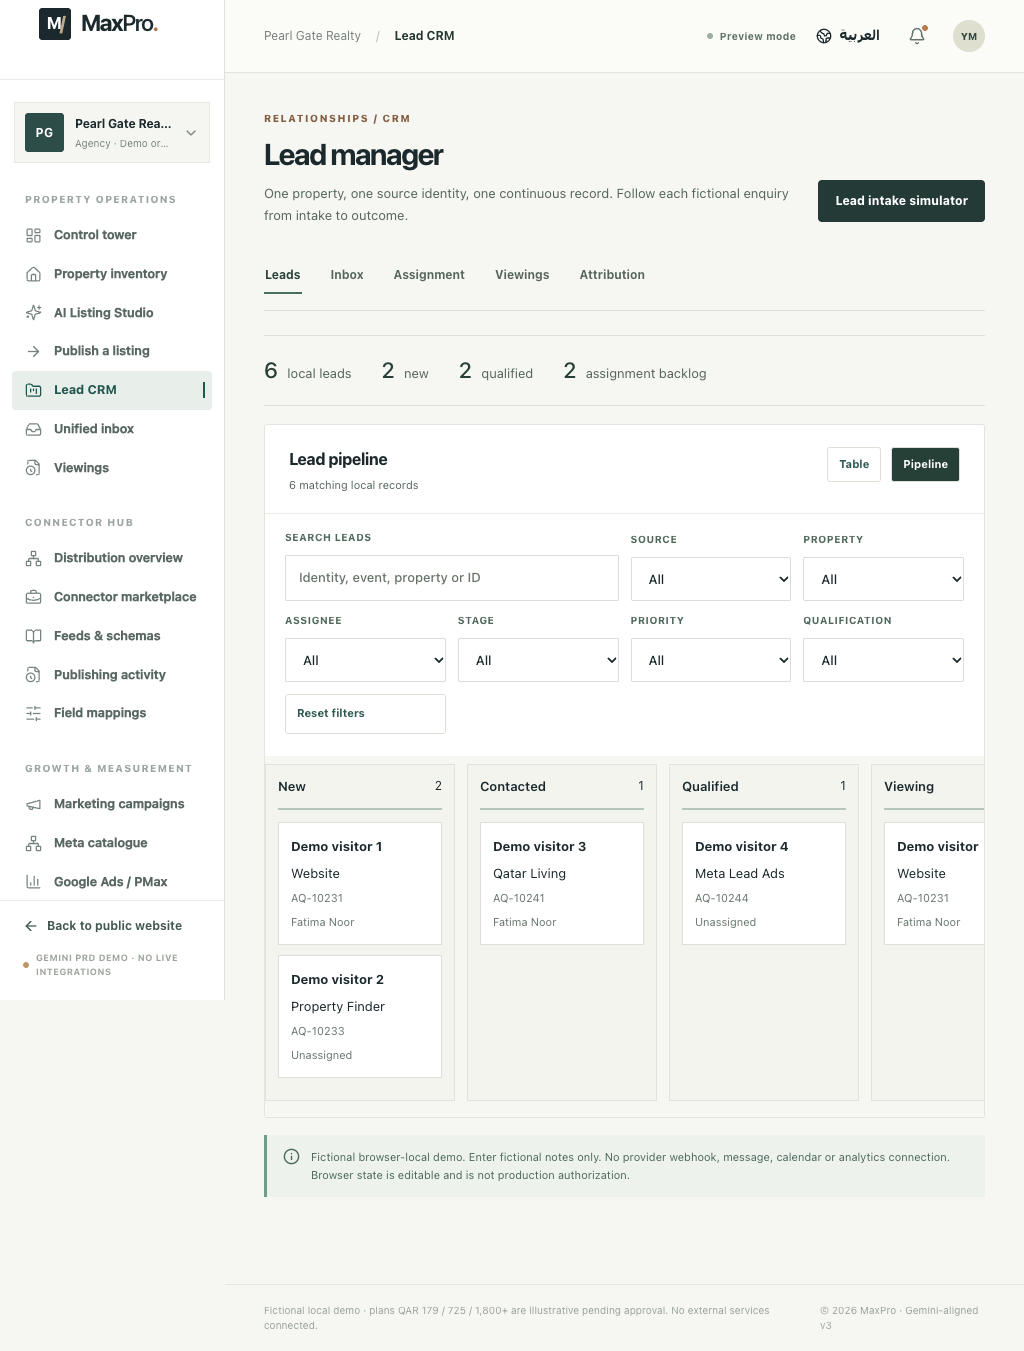 M/ MaxPro.
PG
Pearl Gate Rea...
Agency · Demo or...
PROPERTY OPERATIONS
Control tower
Property inventory
AI Listing Studio
Publish a listing
Lead CRM
Unified inbox
Viewings
CONNECTOR HUB
Distribution overview
Connector marketplace
Feeds & schemas
Publishing activity
Field mappings
GROWTH & MEASUREMENT
Marketing campaigns
Meta catalogue
Google Ads / PMax
Back to public website
GEMINI PRD DEMO · NO LIVE
INTEGRATIONS
Pearl Gate Realty / Lead CRM
Preview mode
العربية
YM
RELATIONSHIPS / CRM
Lead manager
One property, one source identity, one continuous record. Follow each fictional enquiry
from intake to outcome.
Lead intake simulator
Leads Inbox Assignment Viewings Attribution
6 local leads 2 new 2 qualified 2 assignment backlog
Lead pipeline
6 matching local records
Table Pipeline
SEARCH LEADS SOURCE PROPERTY
Identity, event, property or ID All All
ASSIGNEE STAGE PRIORITY QUALIFICATION
All All All All
Reset filters
New 2
Demo visitor 1
Website
AQ-10231
Fatima Noor
Demo visitor 2
Property Finder
AQ-10233
Unassigned
Contacted 1
Demo visitor 3
Qatar Living
AQ-10241
Fatima Noor
Qualified 1
Demo visitor 4
Meta Lead Ads
AQ-10244
Unassigned
Viewing
Demo visitor
Website
AQ-10231
Fatima Noor
Fictional browser-local demo. Enter fictional notes only. No provider webhook, message, calendar or analytics connection.
Browser state is editable and is not production authorization.
Fictional local demo · plans QAR 179 / 725 / 1,800+ are illustrative pending approval. No external services
connected.
© 2026 MaxPro · Gemini-aligned
v3